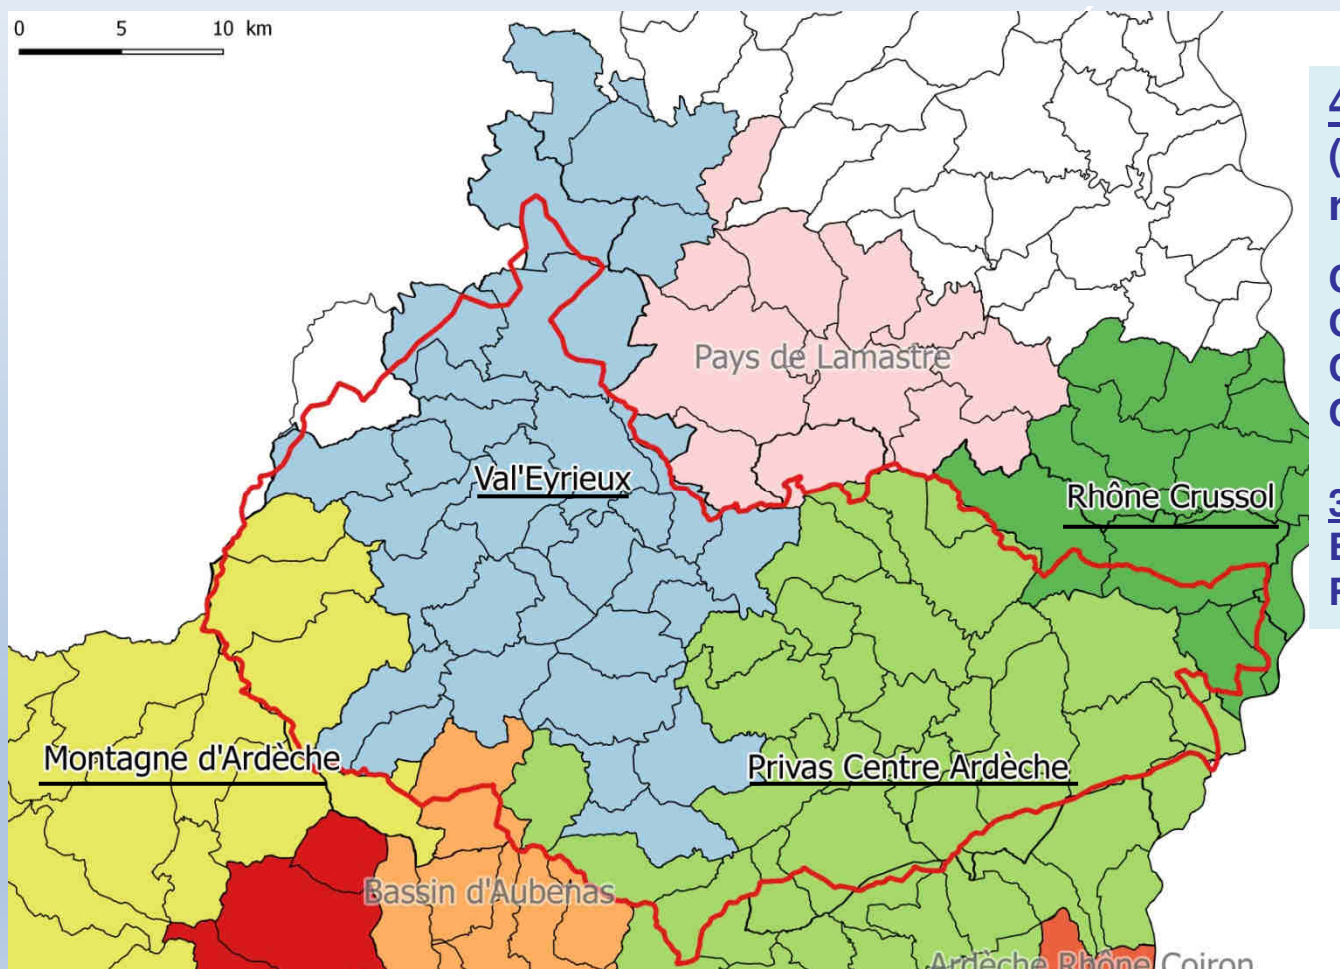 0 5 10 km
Pays de Lamastre
Val'Eyrieux
Rhône Crussol
Montagne d'Ardèche
Privas Centre Ardèche
Bassin d'Aubenas
Ardèche Rhône Coiron